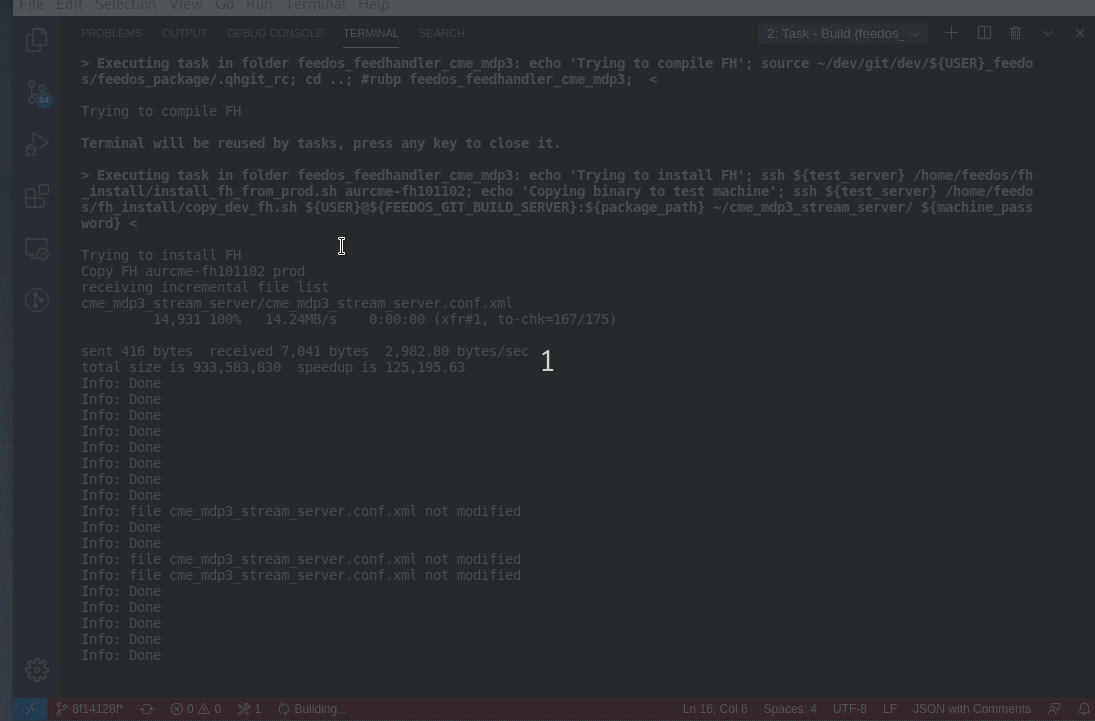 File Edit Selection View Go Run Terminal Help
PROBLEMS OUTPUT DEBUG CONSOLE TERMINAL SEARCH 2: Task - Build (feedos_
> Executing task in folder feedos_feedhandler_cme_mdp3: echo 'Trying to compile FH'; source ~/dev/git/dev/${USER}_feedo
s/feedos_package/.qhgit_rc; cd ..; #rubp feedos_feedhandler_cme_mdp3;  <
Trying to compile FH
Terminal will be reused by tasks, press any key to close it.
> Executing task in folder feedos_feedhandler_cme_mdp3: echo 'Trying to install FH'; ssh ${test_server} /home/feedos/fh
_install/install_fh_from_prod.sh aurcme-fh101102; echo 'Copying binary to test machine'; ssh ${test_server} /home/feedo
s/fh_install/copy_dev_fh.sh ${USER}@${FEEDOS_GIT_BUILD_SERVER}:${package_path} ~/cme_mdp3_stream_server/ ${machine_pass
word} <
Trying to install FH
Copy FH aurcme-fh101102 prod
receiving incremental file list
cme_mdp3_stream_server/cme_mdp3_stream_server.conf.xml
14,931 100%   14.24MB/s    0:00:00 (xfr#1, to-chk=167/175)
sent 416 bytes  received 7,041 bytes  2,982.80 bytes/sec
1
total size is 933,583,830  speedup is 125,195.63
Info: Done
Info: Done
Info: Done
Info: Done
Info: Done
Info: Done
Info: Done
Info: Done
Info: file cme_mdp3_stream_server.conf.xml not modified
Info: Done
Info: Done
Info: file cme_mdp3_stream_server.conf.xml not modified
Info: file cme_mdp3_stream_server.conf.xml not modified
Info: Done
Info: Done
Info: Done
Info: Done
Info: Done
34
8f14128f* 0 0 1 Building... Ln 16, Col 6 Spaces: 4 UTF-8 LF JSON with Comments